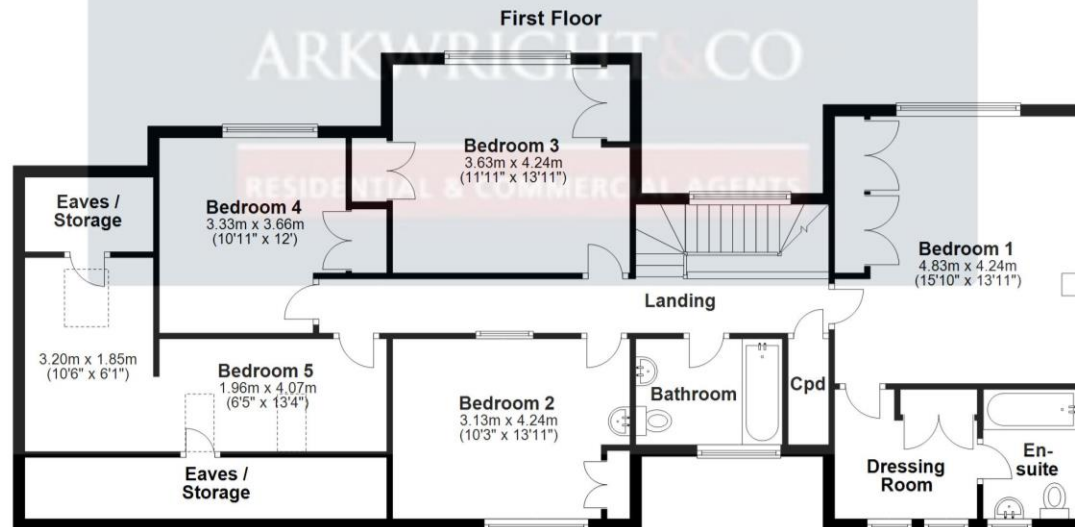 First Floor
ARKWRIGHT & CO
RESIDENTIAL & COMMERCIAL AGENTS
Bedroom 3
3.63m x 4.24m
(11'11" x 13'11")
Eaves /
Storage
Bedroom 4
3.33m x 3.66m
(10'11" x 12')
Bedroom 1
4.83m x 4.24m
(15'10" x 13'11")
Landing
3.20m x 1.85m
(10'6" x 6'1")
Bedroom 5
1.96m x 4.07m
(6'5" x 13'4")
Bedroom 2
3.13m x 4.24m
(10'3" x 13'11")
Bathroom
Cpd
Eaves /
Storage
Dressing
Room
En-
suite